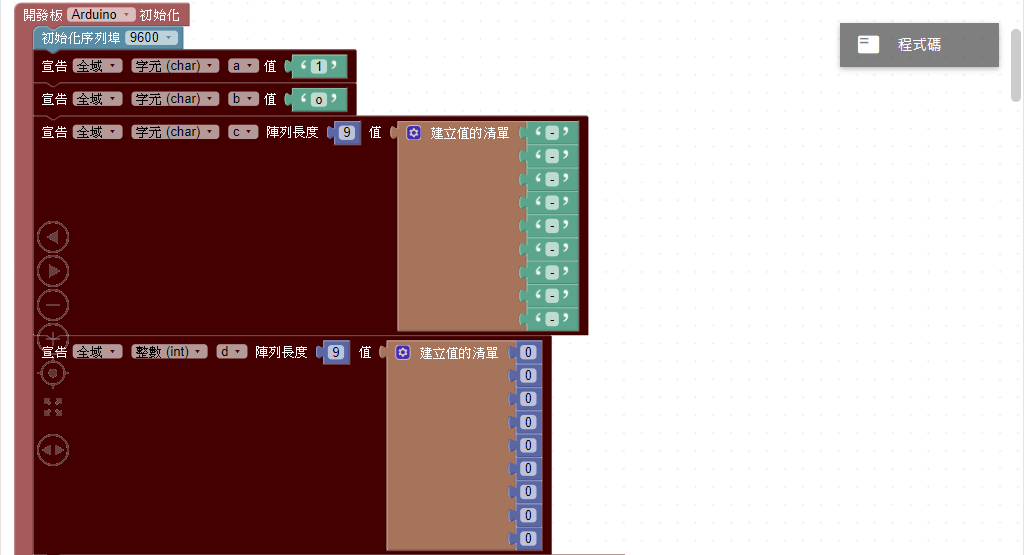 開發板 Arduino 初始化
初始化序列埠 9600
程式碼
宣告 全域 字元 (char) a 值 ‘ 1 ’
宣告 全域 字元 (char) b 值 ‘ o ’
宣告 全域 字元 (char) c 陣列長度 9 值 建立值的清單 ‘ - ’
‘ - ’
‘ - ’
‘ - ’
‘ - ’
‘ - ’
‘ - ’
‘ - ’
‘ - ’
宣告 全域 整數 (int) d 陣列長度 9 值 建立值的清單 0
0
0
0
0
0
0
0
0